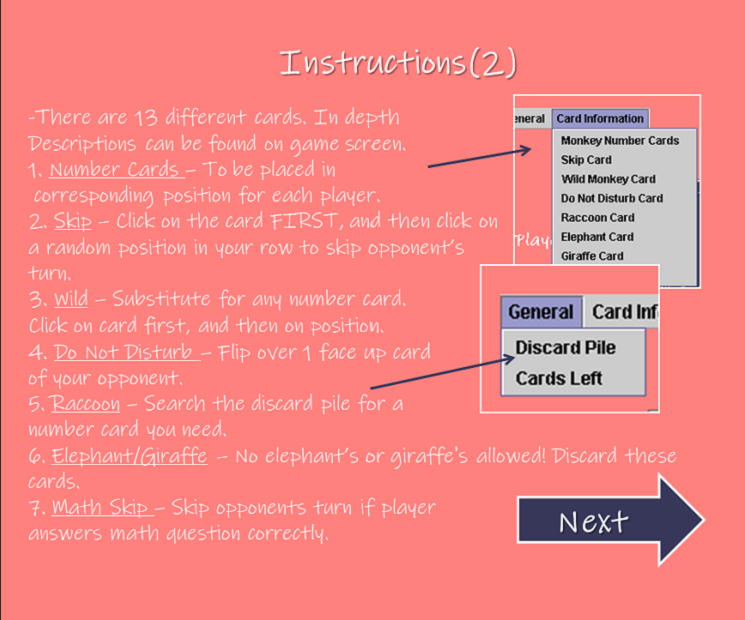 Instructions(2)
-There are 13 different cards. In depth
Descriptions can be found on game screen.
1. Number Cards – To be placed in
corresponding position for each player.
2. Skip – Click on the card FIRST, and then click on
a random position in your row to skip opponent's
turn.
3. Wild – Substitute for any number card.
Click on card first, and then on position.
4. Do Not Disturb – Flip over 1 face up card
of your opponent.
5. Raccoon – Search the discard pile for a
number card you need.
6. Elephant/Giraffe – No elephant's or giraffe's allowed! Discard these
cards.
7. Math Skip – Skip opponents turn if player
answers math question correctly.
eneral Card Information
Monkey Number Cards
Skip Card
Wild Monkey Card
Do Not Disturb Card
Raccoon Card
Elephant Card
Giraffe Card
Play
General Card Inf
Discard Pile
Cards Left
Next